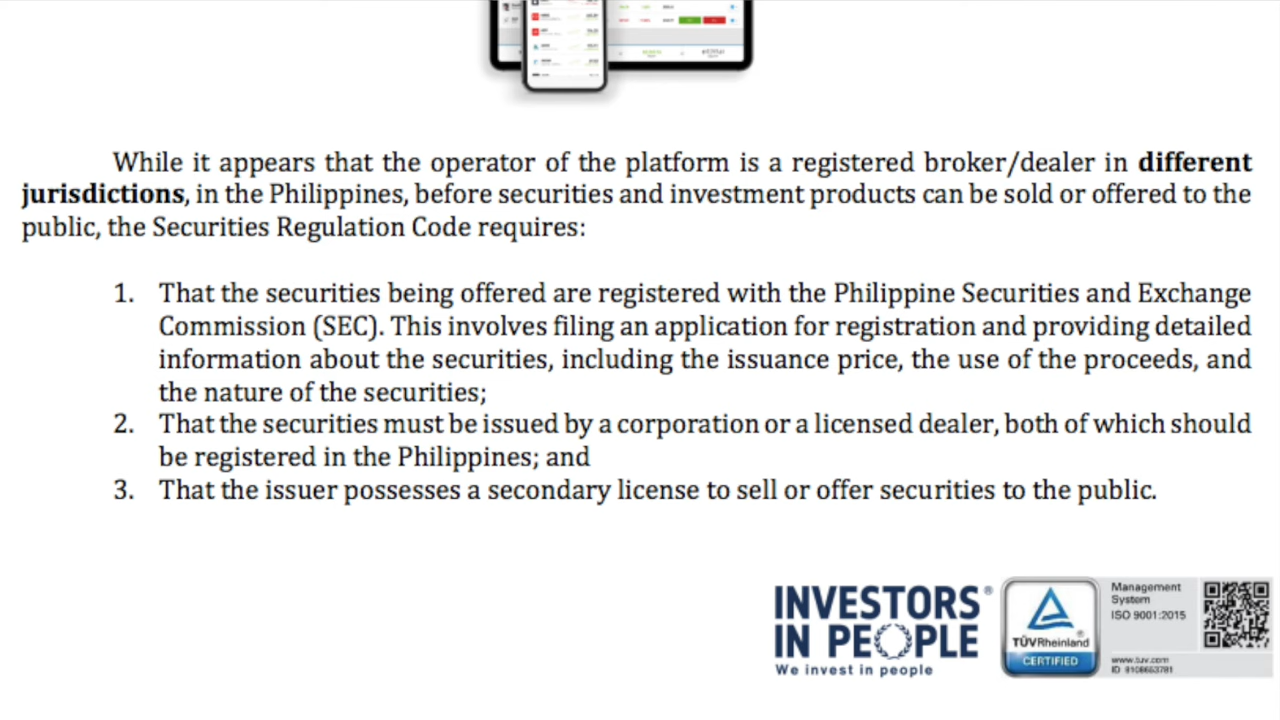 While it appears that the operator of the platform is a registered broker/dealer in different
jurisdictions, in the Philippines, before securities and investment products can be sold or offered to the
public, the Securities Regulation Code requires:
1. That the securities being offered are registered with the Philippine Securities and Exchange
Commission (SEC). This involves filing an application for registration and providing detailed
information about the securities, including the issuance price, the use of the proceeds, and
the nature of the securities;
2. That the securities must be issued by a corporation or a licensed dealer, both of which should
be registered in the Philippines; and
3. That the issuer possesses a secondary license to sell or offer securities to the public.
INVESTORS®
IN PEOPLE
We invest in people
TÜVRheinland®
CERTIFIED
Management
System
ISO 9001:2015
www.tuv.com
ID 9108653781